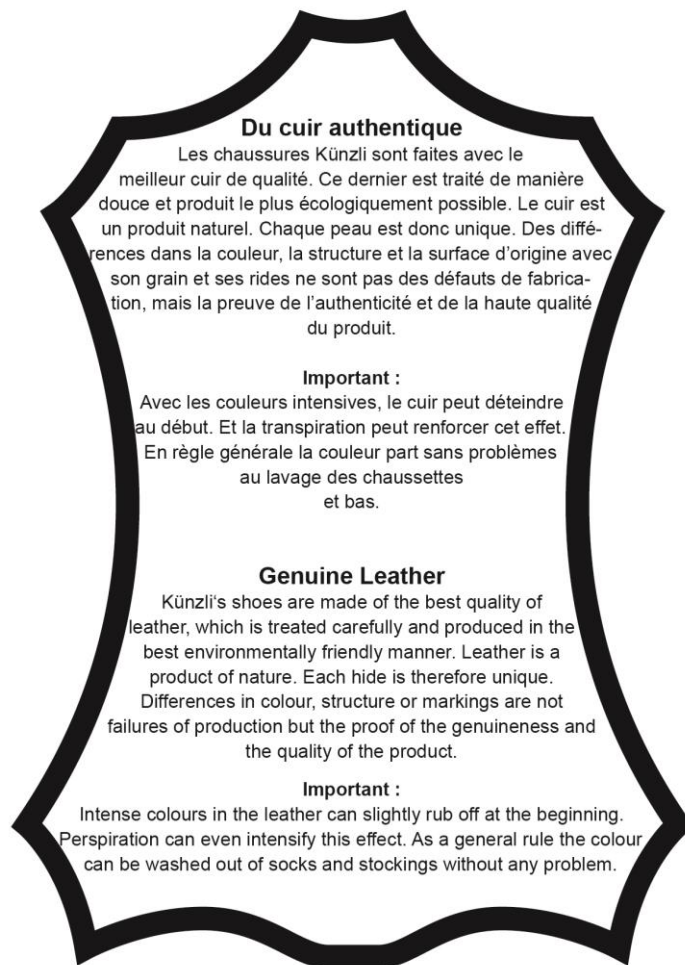 Du cuir authentique
Les chaussures Künzli sont faites avec le
meilleur cuir de qualité. Ce dernier est traité de manière
douce et produit le plus écologiquement possible. Le cuir est
un produit naturel. Chaque peau est donc unique. Des diffé-
rences dans la couleur, la structure et la surface d’origine avec
son grain et ses rides ne sont pas des défauts de fabrica-
tion, mais la preuve de l’authenticité et de la haute qualité
du produit.
Important :
Avec les couleurs intensives, le cuir peut déteindre
au début. Et la transpiration peut renforcer cet effet.
En règle générale la couleur part sans problèmes
au lavage des chaussettes
et bas.
Genuine Leather
Künzli‘s shoes are made of the best quality of
leather, which is treated carefully and produced in the
best environmentally friendly manner. Leather is a
product of nature. Each hide is therefore unique.
Differences in colour, structure or markings are not
failures of production but the proof of the genuineness and
the quality of the product.
Important :
Intense colours in the leather can slightly rub off at the beginning.
Perspiration can even intensify this effect. As a general rule the colour
can be washed out of socks and stockings without any problem.